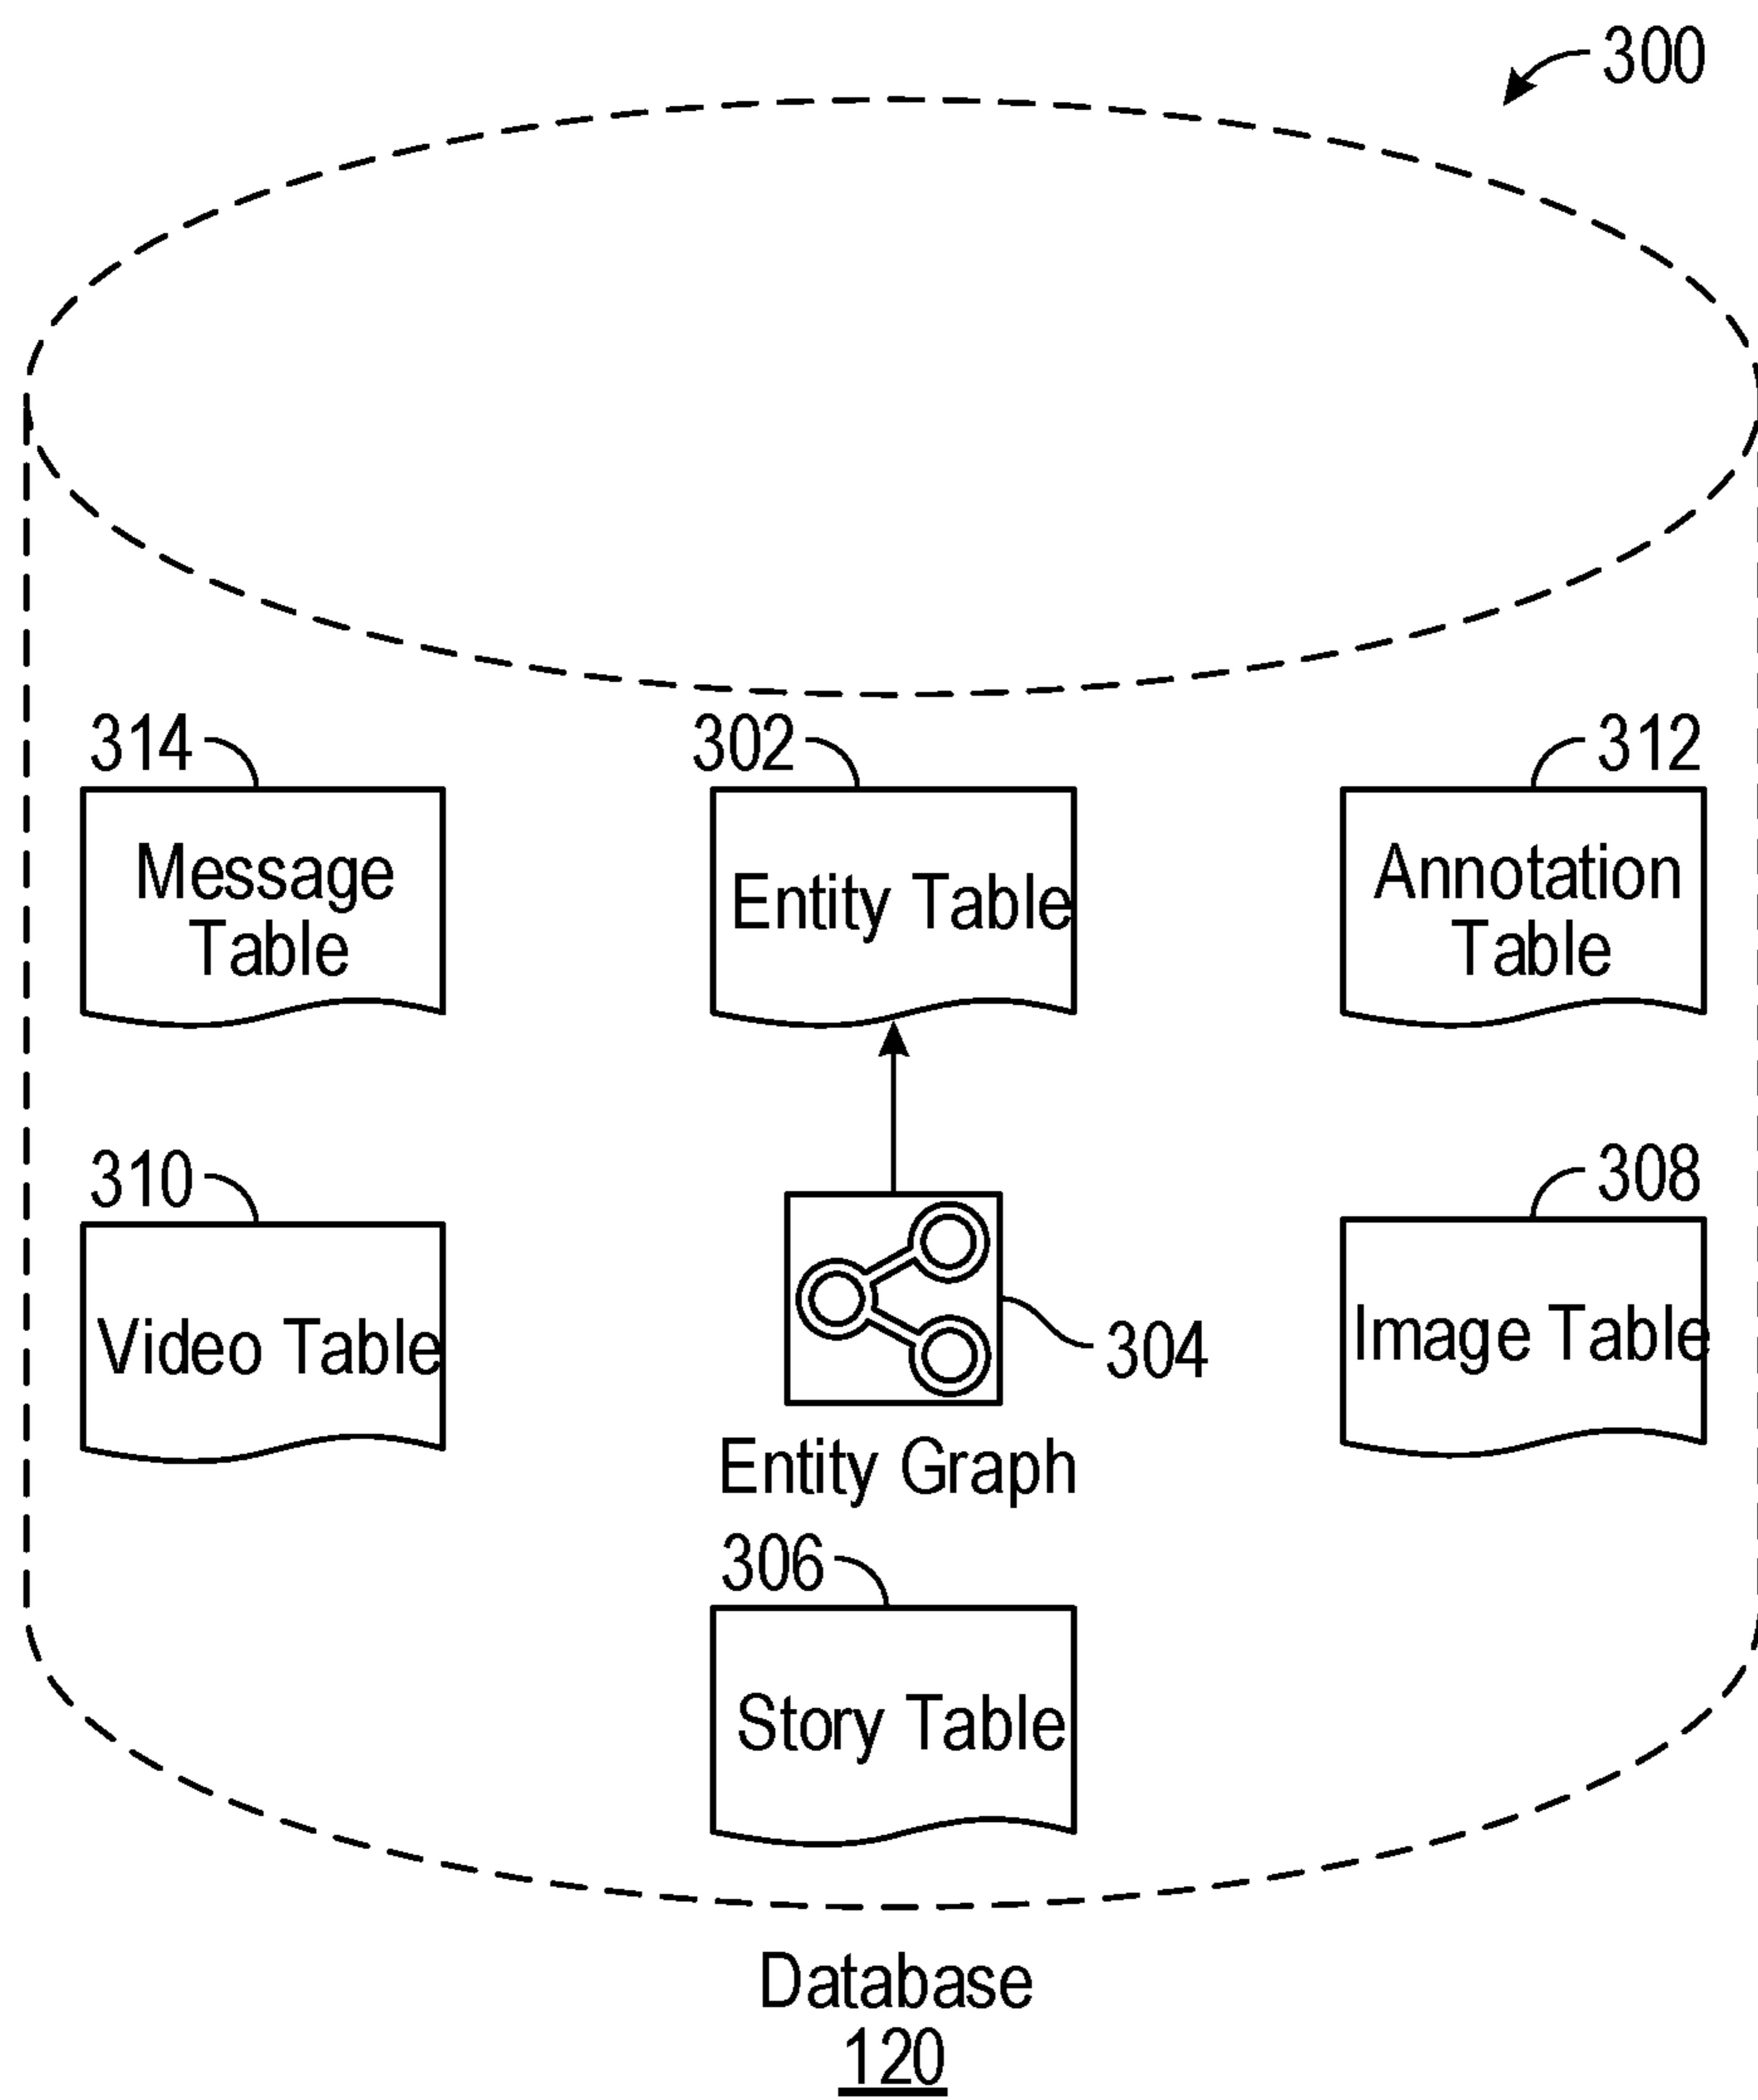 300
314
302
312
Message
Table
Entity Table
Annotation
Table
310
308
Video Table
304
Image Table
Entity Graph
306
Story Table
Database
120